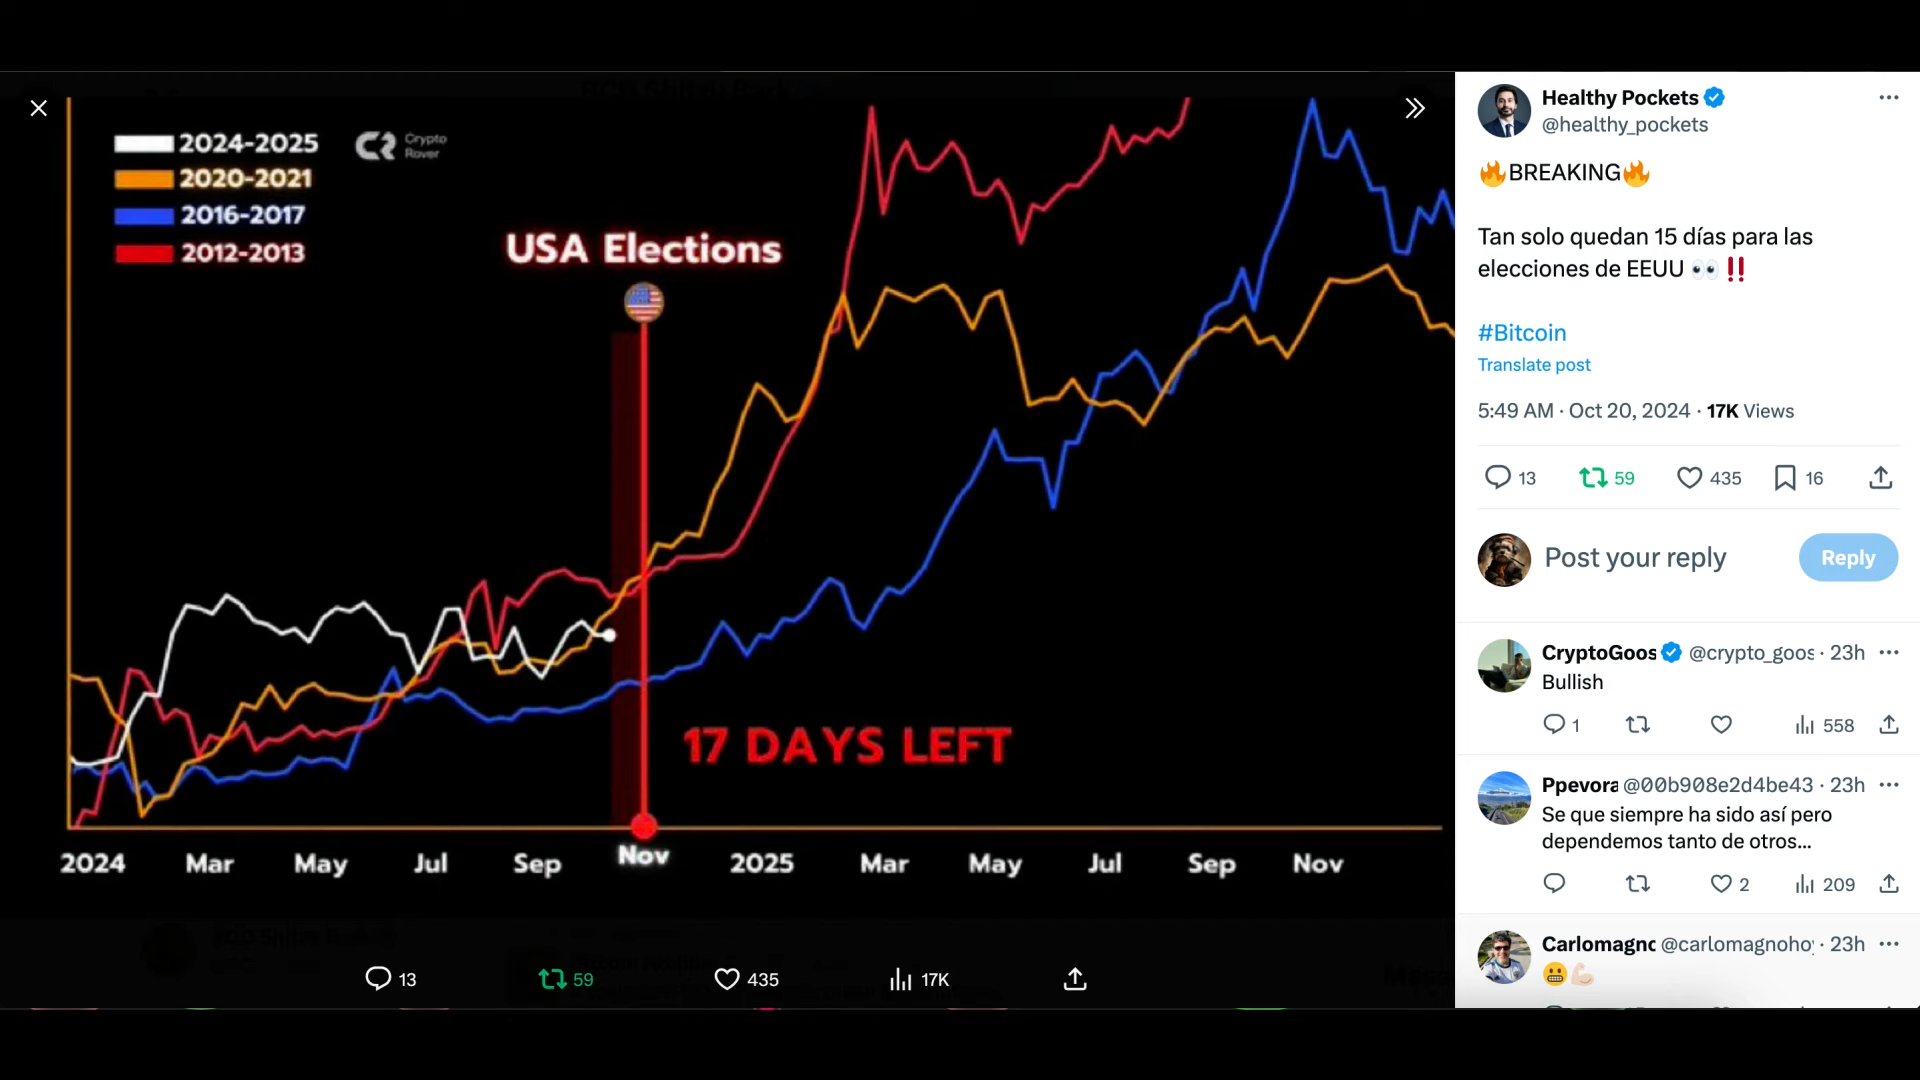 2024-2025
2020-2021
2016-2017
2012-2013
Crypto
Rover
USA Elections
17 DAYS LEFT
2024 Mar May Jul Sep Nov 2025 Mar May Jul Sep Nov
13 59 435 17K
Healthy Pockets
@healthy_pockets
🔥BREAKING🔥
Tan solo quedan 15 días para las
elecciones de EEUU 👀‼️
#Bitcoin
Translate post
5:49 AM · Oct 20, 2024 · 17K Views
13 59 435 16
Post your reply
Reply
CryptoGoos @crypto_goos · 23h
Bullish
1 558
Ppevora @00b908e2d4be43 · 23h
Se que siempre ha sido así pero
dependemos tanto de otros...
2 209
Carlomagno @carlomagnoho · 23h
😬💪🏻